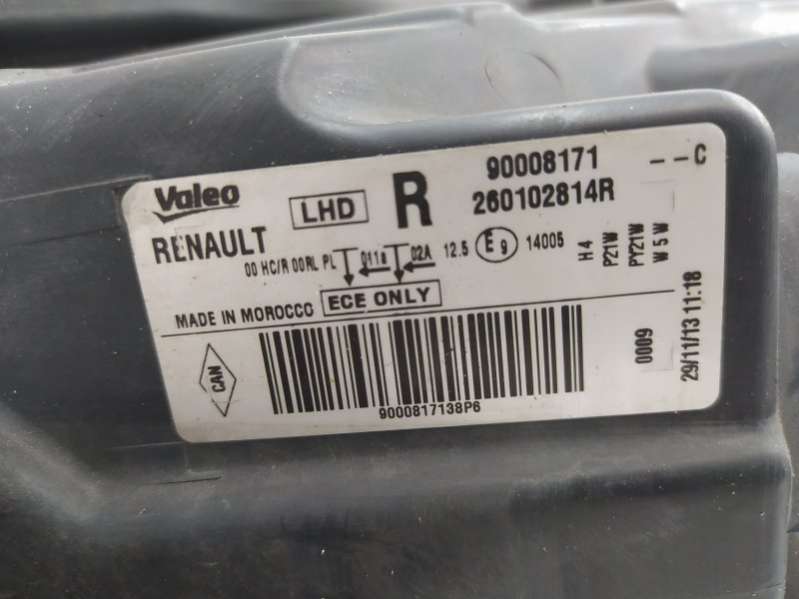 Valeo
LHD
R
90008171
260102814R
--C
RENAULT
00 HC/R 00RL PL 011a 02A 12.5 E9 14005
H4
P21W
PY21W
W5W
MADE IN MOROCCO
ECE ONLY
CAN
9000817138P6
0009
29/11/13 11:18